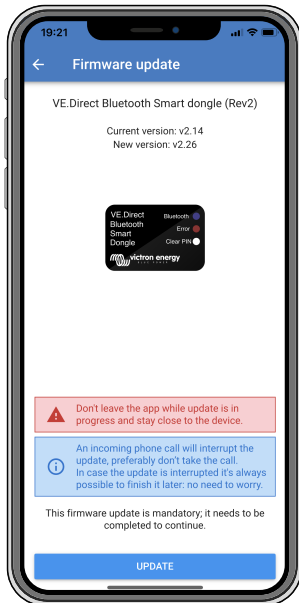 19:21
Firmware update
VE.Direct Bluetooth Smart dongle (Rev2)
Current version: v2.14
New version: v2.26
VE.Direct
Bluetooth
Smart
Dongle
Bluetooth
Error
Clear PIN
victron energy
BLUE POWER
Don't leave the app while update is in
progress and stay close to the device.
An incoming phone call will interrupt the
update, preferably don't take the call.
In case the update is interrupted it's always
possible to finish it later: no need to worry.
This firmware update is mandatory; it needs to be
completed to continue.
UPDATE